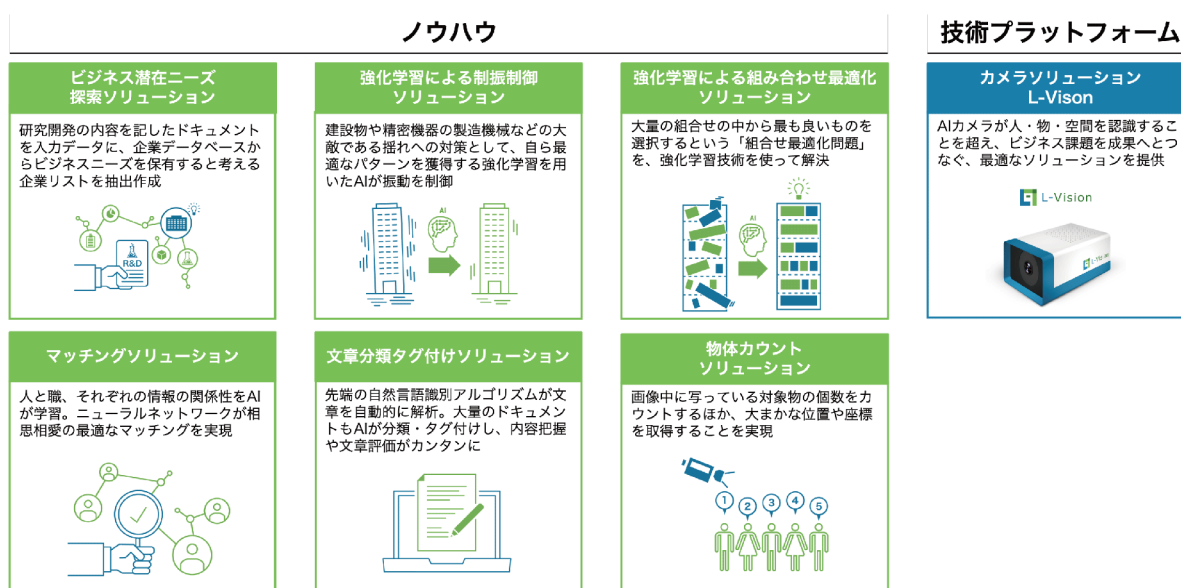 ノウハウ
技術プラットフォーム
ビジネス潜在ニーズ
探索ソリューション
研究開発の内容を記したドキュメント
を入力データに、企業データベースか
らビジネスニーズを保有すると考える
企業リストを抽出作成
R&D
強化学習による制振制御
ソリューション
建設物や精密機器の製造機械などの大
敵である揺れへの対策として、自ら最
適なパターンを獲得する強化学習を用
いたAIが振動を制御
AI
強化学習による組み合わせ最適化
ソリューション
大量の組合せの中から最も良いものを
選択するという「組合せ最適化問題」
を、強化学習技術を使って解決
AI
カメラソリューション
L-Vison
AIカメラが人・物・空間を認識するこ
とを超え、ビジネス課題を成果へとつ
なぐ、最適なソリューションを提供
L-Vision
マッチングソリューション
人と職、それぞれの情報の関係性をAI
が学習。ニューラルネットワークが相
思相愛の最適なマッチングを実現
文章分類タグ付けソリューション
先端の自然言語識別アルゴリズムが文
章を自動的に解析。大量のドキュメン
トもAIが分類・タグ付けし、内容把握
や文章評価がカンタンに
物体カウント
ソリューション
画像中に写っている対象物の個数をカ
ウントするほか、大まかな位置や座標
を取得することを実現
1 2 3 4 5